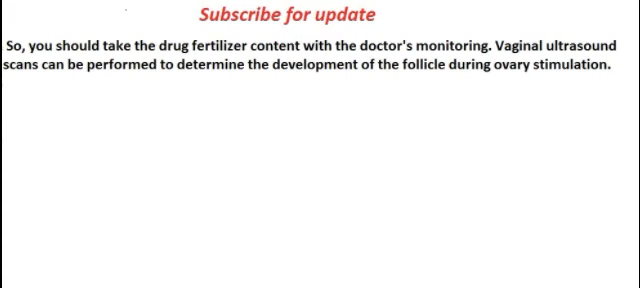 Subscribe for update
So, you should take the drug fertilizer content with the doctor's monitoring. Vaginal ultrasound
scans can be performed to determine the development of the follicle during ovary stimulation.